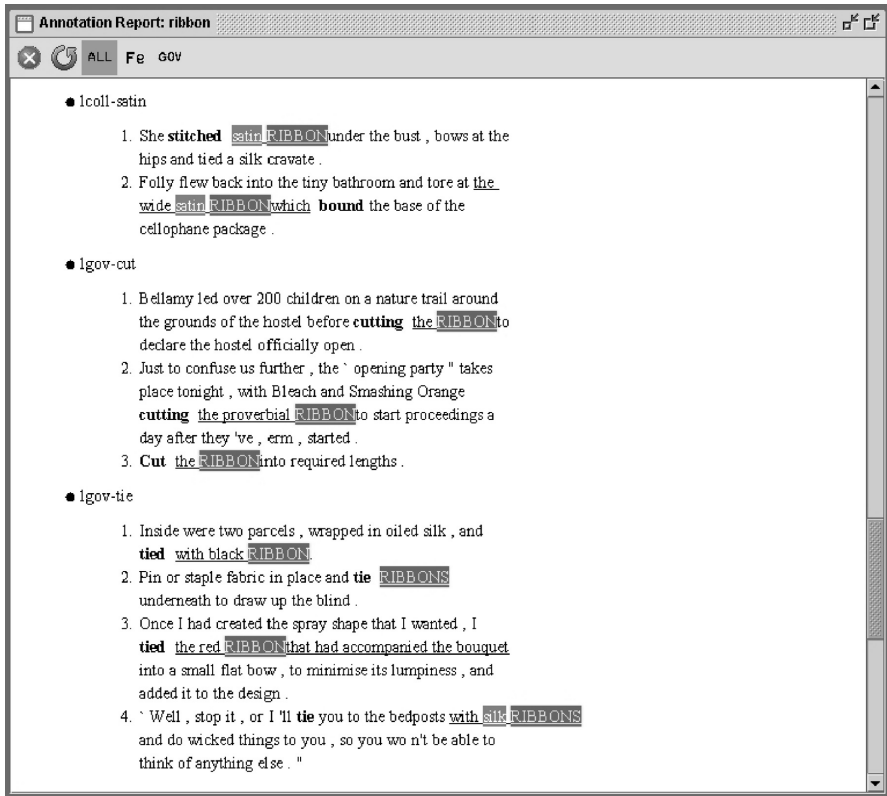 Annotation Report: ribbon
ALL Fe GOV
lcoll-satin
1. She stitched satin RIBBON under the bust , bows at the
hips and tied a silk cravate .
2. Folly flew back into the tiny bathroom and tore at the
wide satin RIBBON which bound the base of the
cellophane package .
lgov-cut
1. Bellamy led over 200 children on a nature trail around
the grounds of the hostel before cutting the RIBBON to
declare the hostel officially open .
2. Just to confuse us further , the ` opening party " takes
place tonight , with Bleach and Smashing Orange
cutting the proverbial RIBBON to start proceedings a
day after they 've , erm , started .
3. Cut the RIBBON into required lengths .
lgov-tie
1. Inside were two parcels , wrapped in oiled silk , and
tied with black RIBBON.
2. Pin or staple fabric in place and tie RIBBONS
underneath to draw up the blind .
3. Once I had created the spray shape that I wanted , I
tied the red RIBBON that had accompanied the bouquet
into a small flat bow , to minimise its lumpiness , and
added it to the design .
4. ` Well , stop it , or I 'll tie you to the bedposts with silk RIBBONS
and do wicked things to you , so you wo n't be able to
think of anything else . "